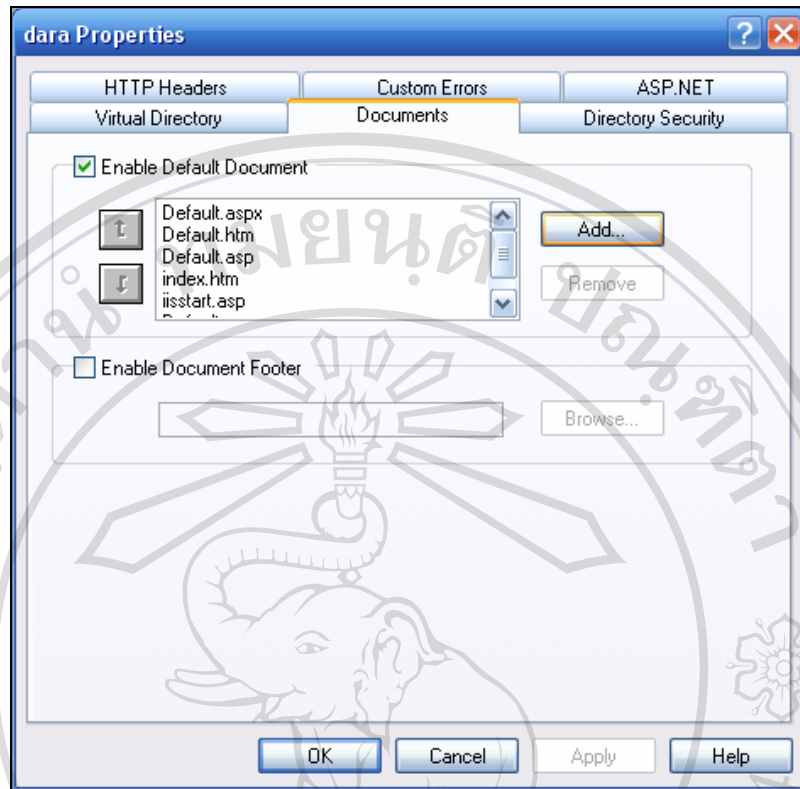 dara Properties
HTTP Headers Custom Errors ASP.NET
Virtual Directory Documents Directory Security
Enable Default Document
Default.aspx
Default.htm
Default.asp
index.htm
iisstart.asp
Add...
Remove
Enable Document Footer
Browse...
OK Cancel Apply Help